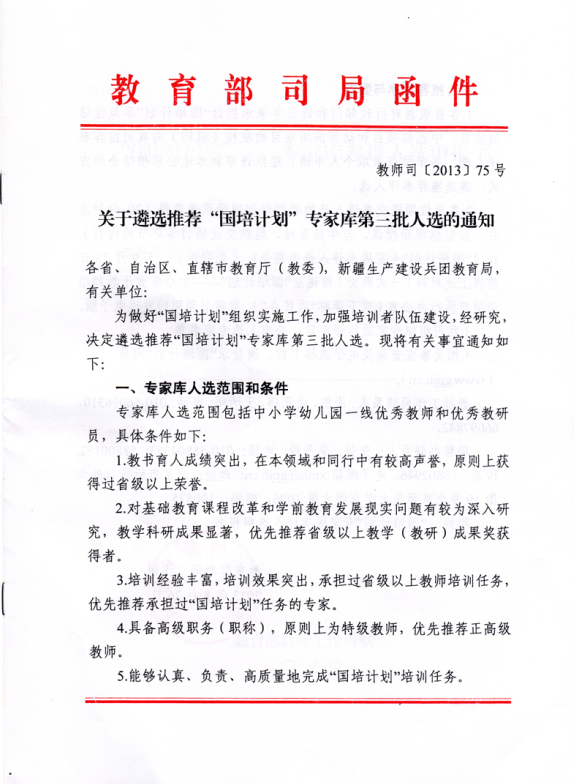 教育部司局函件
教师司〔2013〕75号
关于遴选推荐“国培计划”专家库第三批人选的通知
各省、自治区、直辖市教育厅（教委），新疆生产建设兵团教育局，
有关单位：
为做好“国培计划”组织实施工作，加强培训者队伍建设，经研究，
决定遴选推荐“国培计划”专家库第三批人选。现将有关事宜通知如
下：
一、专家库人选范围和条件
专家库人选范围包括中小学幼儿园一线优秀教师和优秀教研
员，具体条件如下：
1.教书育人成绩突出，在本领域和同行中有较高声誉，原则上获
得过省级以上荣誉。
2.对基础教育课程改革和学前教育发展现实问题有较为深入研
究，教学科研成果显著，优先推荐省级以上教学（教研）成果奖获
得者。
3.培训经验丰富，培训效果突出，承担过省级以上教师培训任务，
优先推荐承担过“国培计划”任务的专家。
4.具备高级职务（职称），原则上为特级教师，优先推荐正高级
教师。
5.能够认真、负责、高质量地完成“国培计划”培训任务。